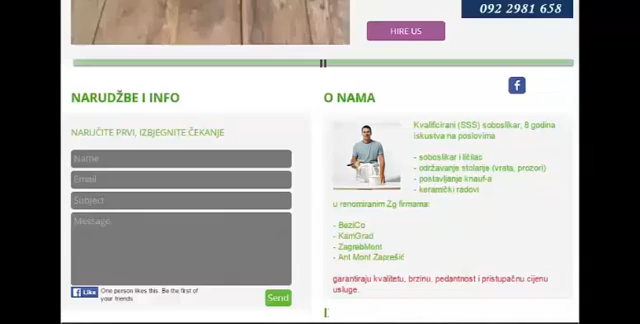 092 2981 658
HIRE US
NARUDŽBE I INFO
NARUČITE PRVI, IZBJEGNITE ČEKANJE
Name
Email
Subject
Message
Like
One person likes this. Be the first of
your friends.
Send
O NAMA
f
Kvalificirani (SSS) soboslikar, 8 godina
iskustva na poslovima
- soboslikar i ličilac
- održavanje stolarije (vrata, prozori)
- postavljanje knauf-a
- keramički radovi
u renomiranim Zg firmama:
- BeziCo
- KamGrad
- ZagrebMont
- Ant Mont Zaprešić
garantiraju kvalitetu, brzinu, pedantnost i pristupačnu cijenu
usluge.